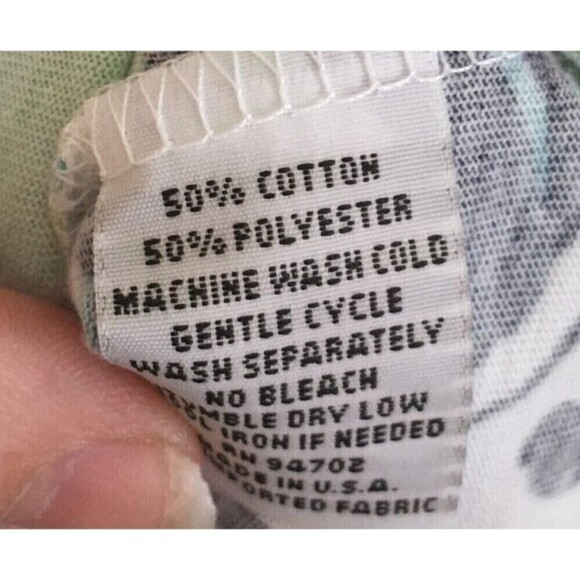 50% COTTON
50% POLYESTER
MACHINE WASH COLD
GENTLE CYCLE
WASH SEPARATELY
NO BLEACH
DRY LOW
IRON IF NEEDED
RN 94702
IN U.S.A.
FABRIC